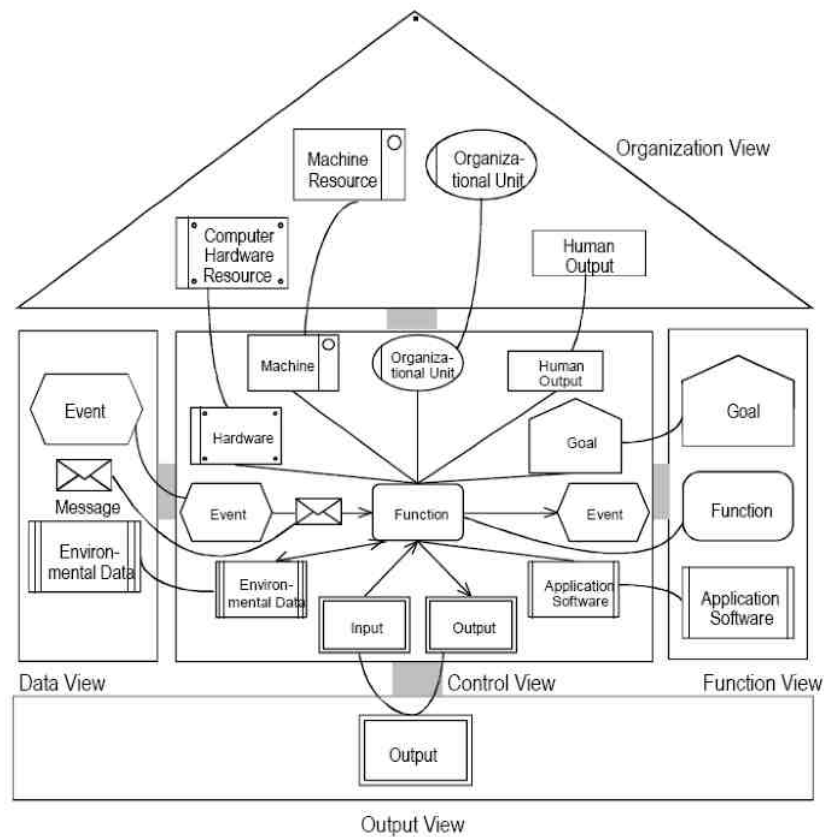 Machine
Resource
Organiza-
tional Unit
Organization View
Computer
Hardware
Resource
Human
Output
Event
Message
Environ-
mental Data
Data View
Machine
Organiza-
tional Unit
Human
Output
Hardware
Goal
Event
Function
Event
Environ-
mental Data
Application
Software
Input
Output
Control View
Goal
Function
Application
Software
Function View
Output
Output View